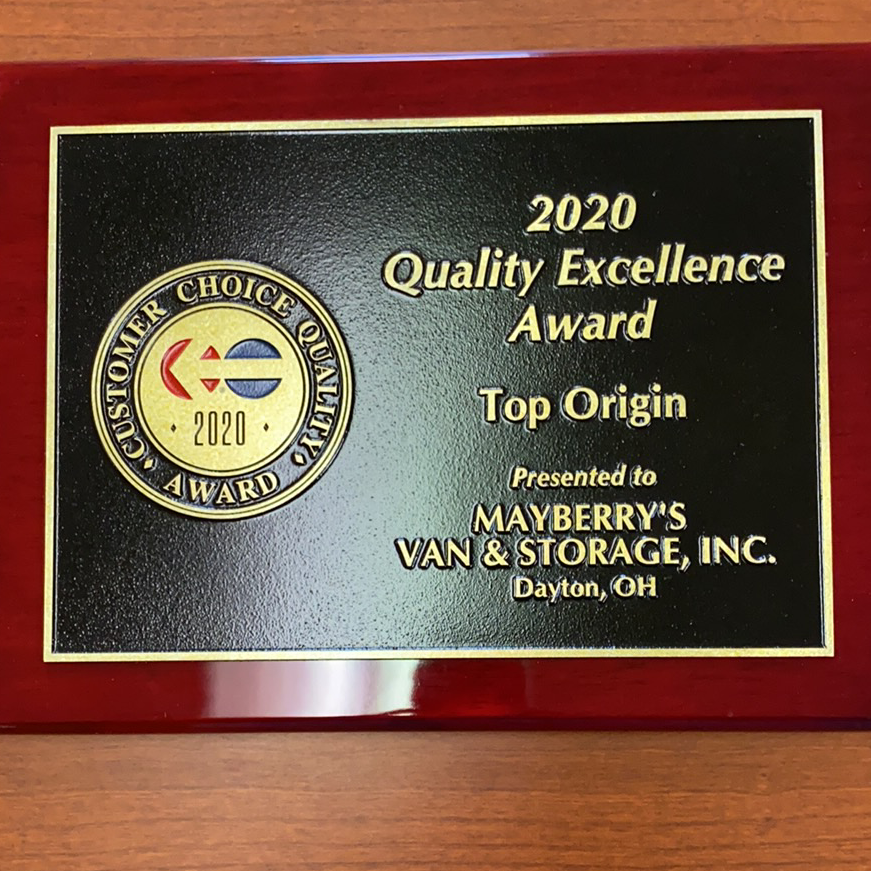 CUSTOMER CHOICE QUALITY
AWARD
2020
2020
Quality Excellence
Award
Top Origin
Presented to
MAYBERRY'S
VAN & STORAGE, INC.
Dayton, OH